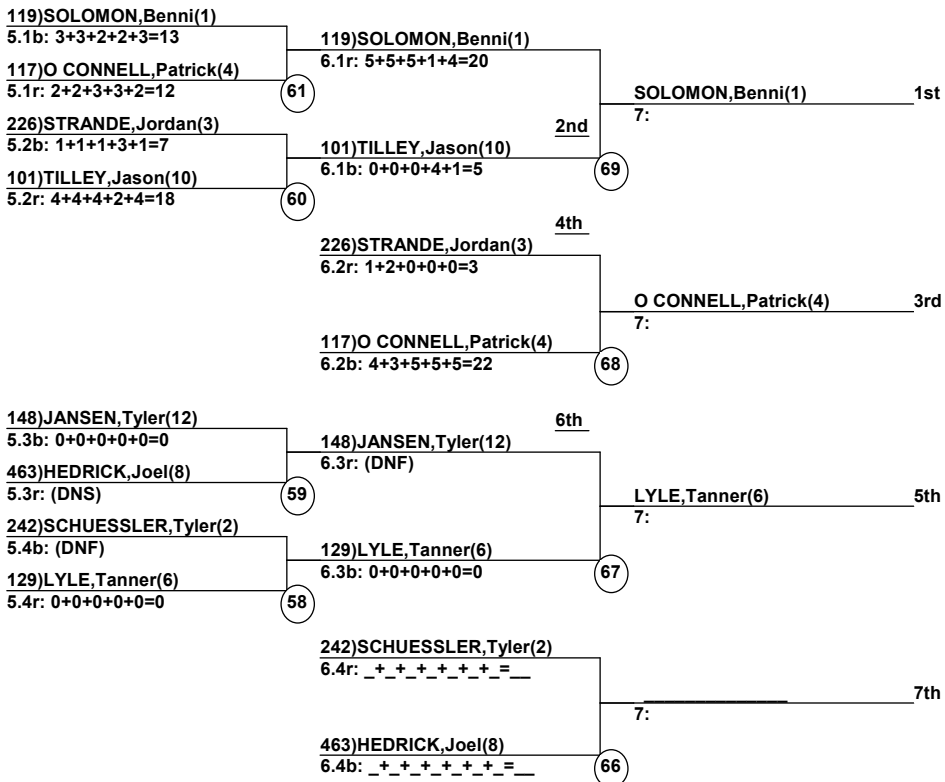 119)SOLOMON,Benni(1)
5.1b: 3+3+2+2+3=13
117)O CONNELL,Patrick(4)
5.1r: 2+2+3+3+2=12
61
226)STRANDE,Jordan(3)
5.2b: 1+1+1+3+1=7
101)TILLEY,Jason(10)
5.2r: 4+4+4+2+4=18
60
119)SOLOMON,Benni(1)
6.1r: 5+5+5+1+4=20
2nd
101)TILLEY,Jason(10)
6.1b: 0+0+0+4+1=5
69
SOLOMON,Benni(1)
1st
7:
4th
226)STRANDE,Jordan(3)
6.2r: 1+2+0+0+0=3
117)O CONNELL,Patrick(4)
6.2b: 4+3+5+5+5=22
68
O CONNELL,Patrick(4)
3rd
7:
148)JANSEN,Tyler(12)
5.3b: 0+0+0+0+0=0
463)HEDRICK,Joel(8)
5.3r: (DNS)
59
242)SCHUESSLER,Tyler(2)
5.4b: (DNF)
129)LYLE,Tanner(6)
5.4r: 0+0+0+0+0=0
58
6th
148)JANSEN,Tyler(12)
6.3r: (DNF)
129)LYLE,Tanner(6)
6.3b: 0+0+0+0+0=0
67
LYLE,Tanner(6)
5th
7:
242)SCHUESSLER,Tyler(2)
6.4r: _+_+_+_+_+_+_=__
463)HEDRICK,Joel(8)
6.4b: _+_+_+_+_+_+_=__
66
______________
7th
7: